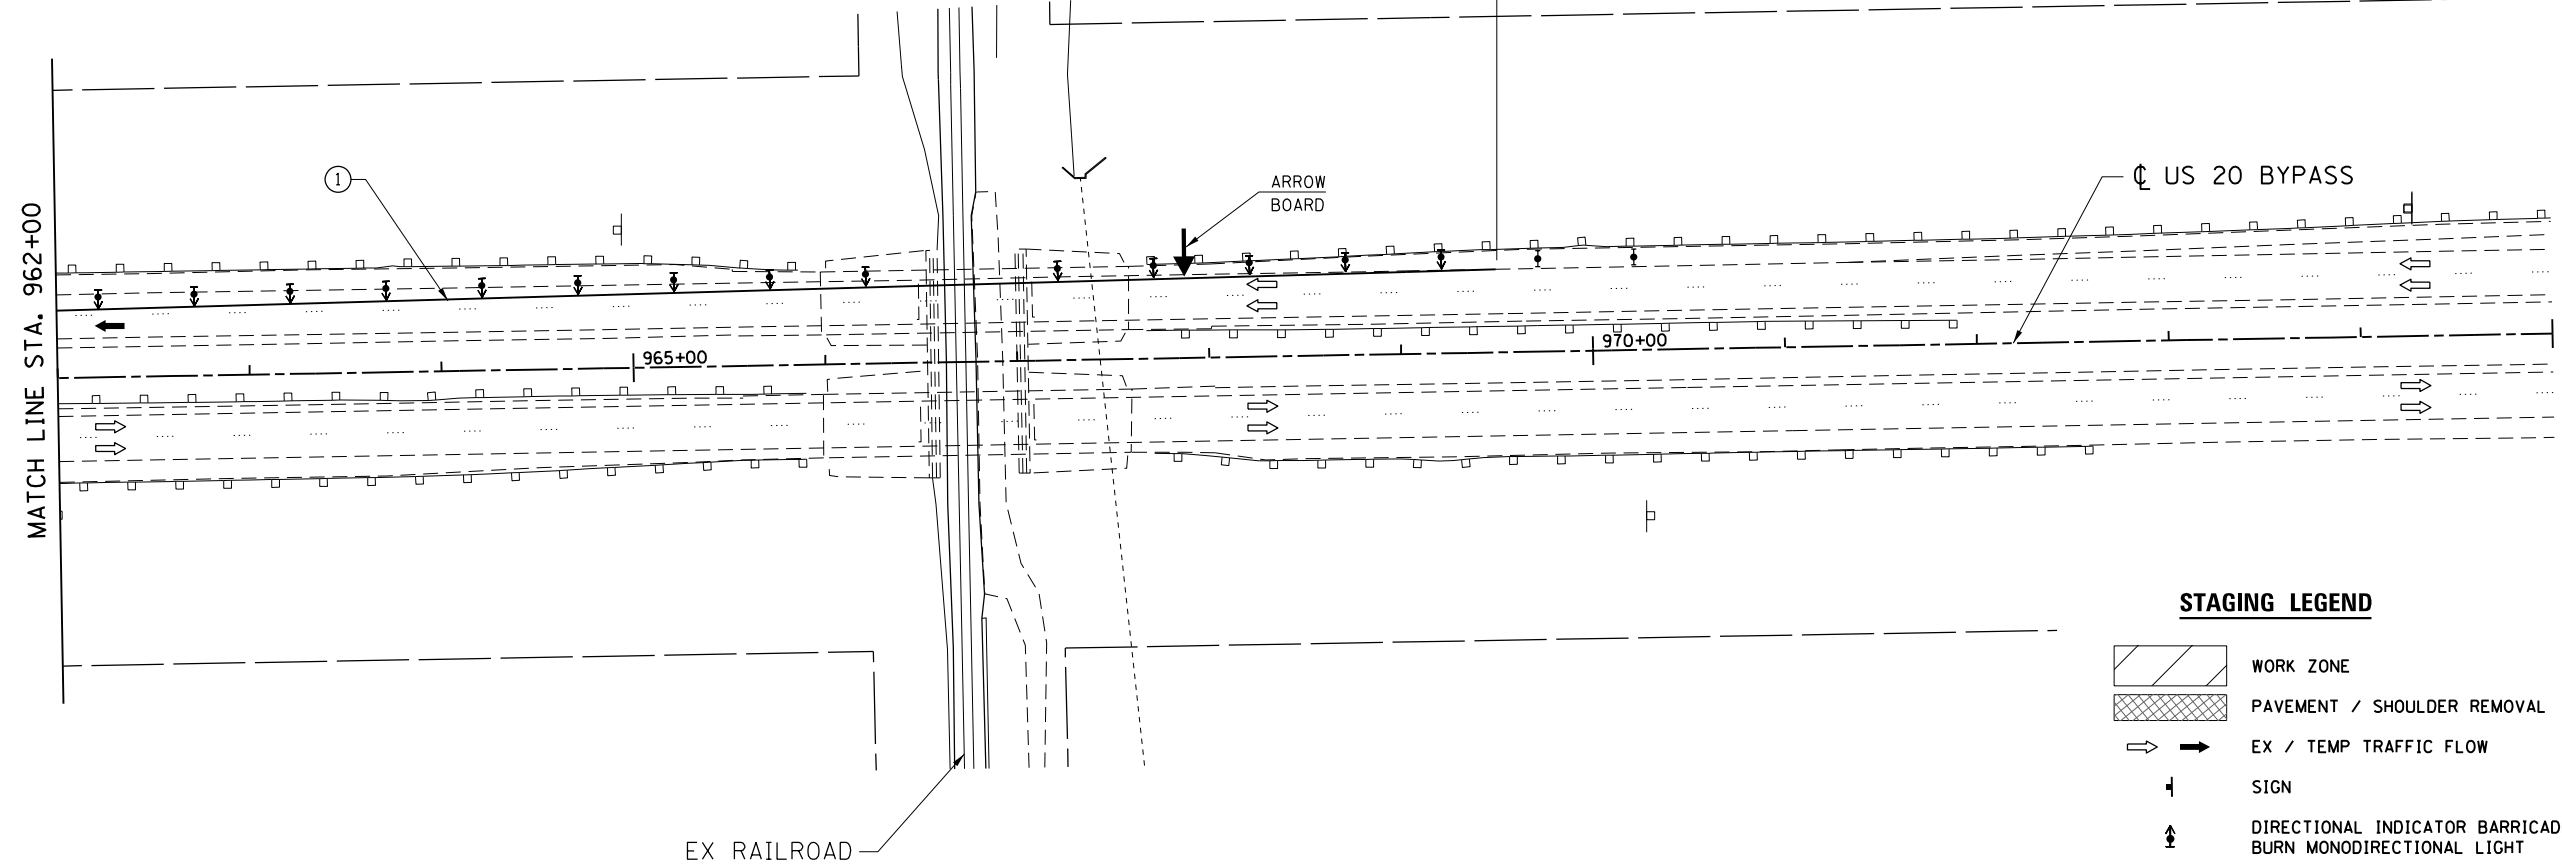 MATCH LINE STA. 962+00
1
ARROW
BOARD
℄ US 20 BYPASS
965+00
970+00
EX RAILROAD
STAGING LEGEND
WORK ZONE
PAVEMENT / SHOULDER REMOVAL
EX / TEMP TRAFFIC FLOW
SIGN
DIRECTIONAL INDICATOR BARRICAD
BURN MONODIRECTIONAL LIGHT